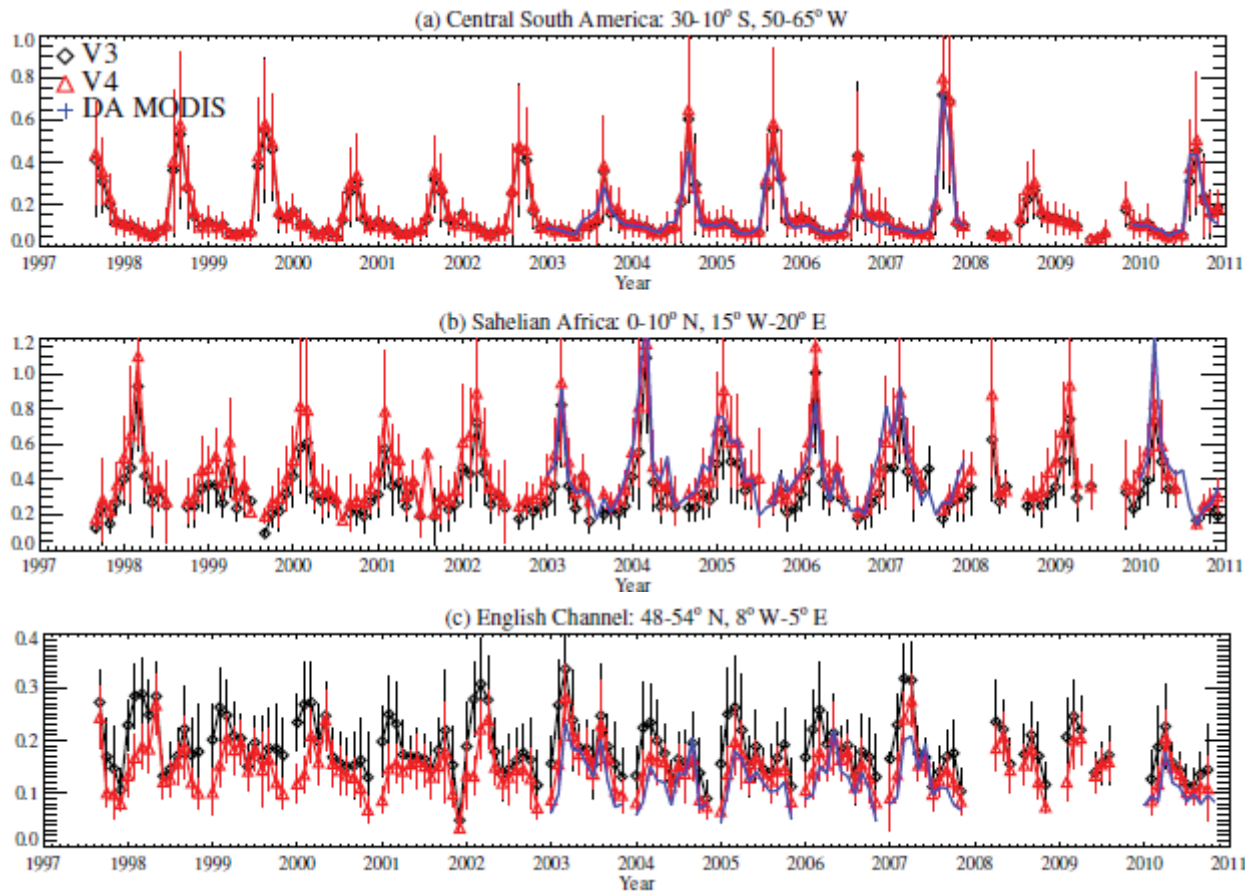 (a) Central South America: 30-10° S, 50-65° W
1.0
0.8
0.6
0.4
0.2
0.0
V3
V4
DA MODIS
1997 1998 1999 2000 2001 2002 2003 2004 2005 2006 2007 2008 2009 2010 2011
Year
(b) Sahelian Africa: 0-10° N, 15° W-20° E
1.2
1.0
0.8
0.6
0.4
0.2
0.0
1997 1998 1999 2000 2001 2002 2003 2004 2005 2006 2007 2008 2009 2010 2011
Year
(c) English Channel: 48-54° N, 8° W-5° E
0.4
0.3
0.2
0.1
0.0
1997 1998 1999 2000 2001 2002 2003 2004 2005 2006 2007 2008 2009 2010 2011
Year